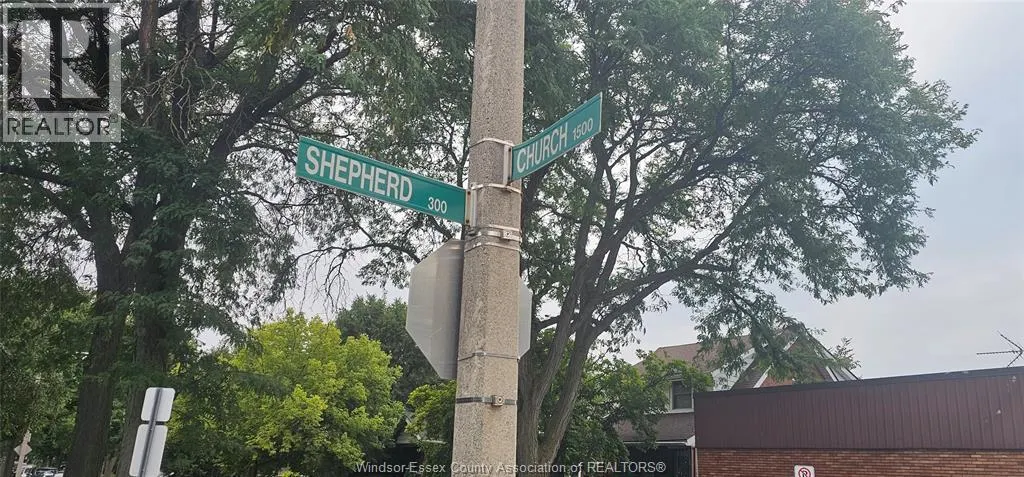 REALTOR®
SHEPHERD 300
CHURCH 1500
Windsor-Essex County Association of REALTORS®